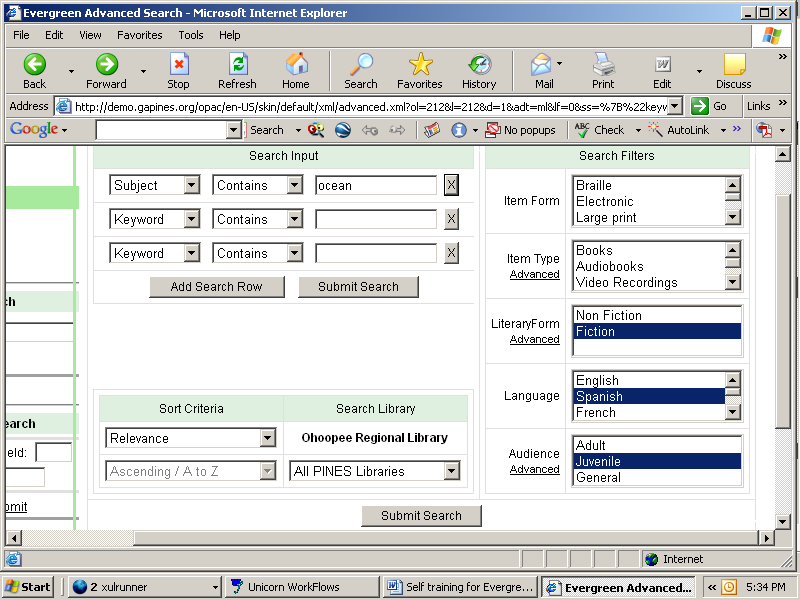 Evergreen Advanced Search - Microsoft Internet Explorer
File Edit View Favorites Tools Help
Back Forward Stop Refresh Home Search Favorites History Mail Print Edit Discuss
Address http://demo.gapines.org/opac/en-US/skin/default/xml/advanced.xml?ol=212&l=212&d=1&adt=ml&lf=0&ss=%7B%22keyw Go Links »
Google Search No popups ABC Check AutoLink »
Search Input
Subject Contains ocean X
Keyword Contains X
Keyword Contains X
Add Search Row Submit Search
Search Filters
Item Form
Braille
Electronic
Large print
Item Type
Advanced
Books
Audiobooks
Video Recordings
LiteraryForm
Advanced
Non Fiction
Fiction
Language
English
Spanish
French
Audience
Advanced
Adult
Juvenile
General
ch
earch
eld:
omit
Sort Criteria Search Library
Relevance Ohoopee Regional Library
Ascending / A to Z All PINES Libraries
Submit Search
Internet
Start 2 xulrunner Unicorn WorkFlows Self training for Evergre... Evergreen Advanced... « 5:34 PM